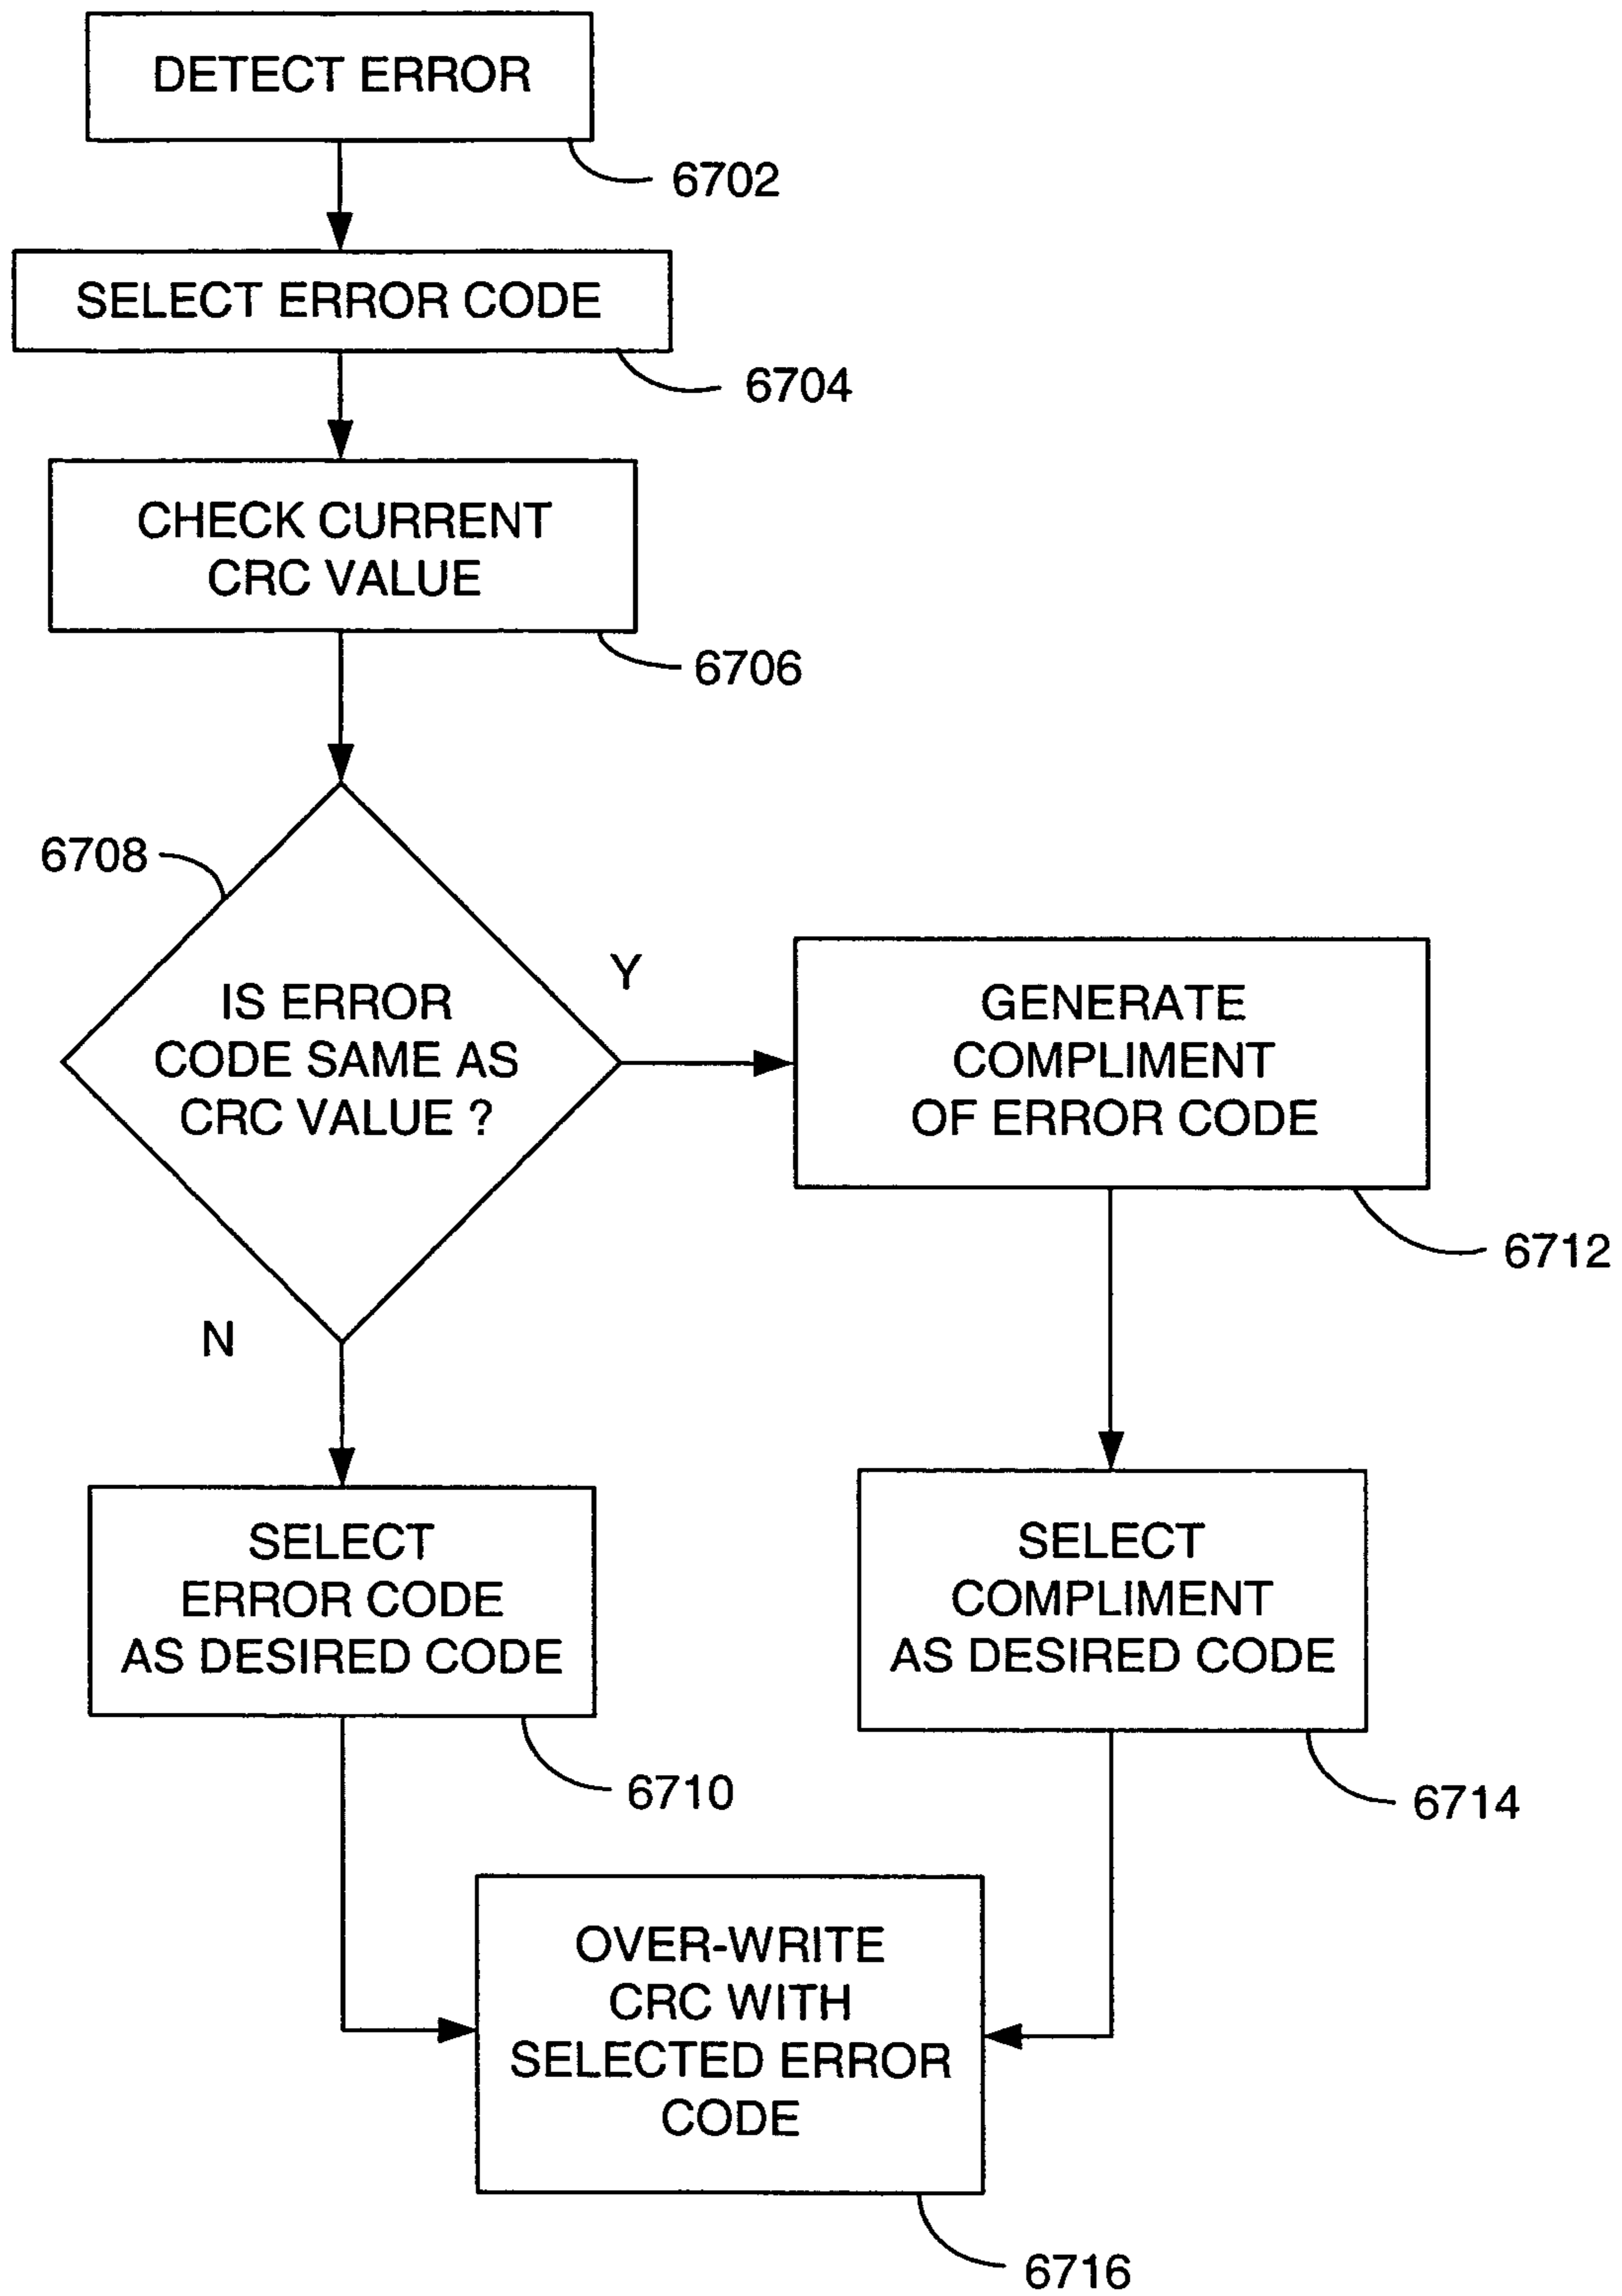 DETECT ERROR
6702
SELECT ERROR CODE
6704
CHECK CURRENT
CRC VALUE
6706
6708
IS ERROR
CODE SAME AS
CRC VALUE ?
Y
N
GENERATE
COMPLIMENT
OF ERROR CODE
6712
SELECT
ERROR CODE
AS DESIRED CODE
6710
SELECT
COMPLIMENT
AS DESIRED CODE
6714
OVER-WRITE
CRC WITH
SELECTED ERROR
CODE
6716